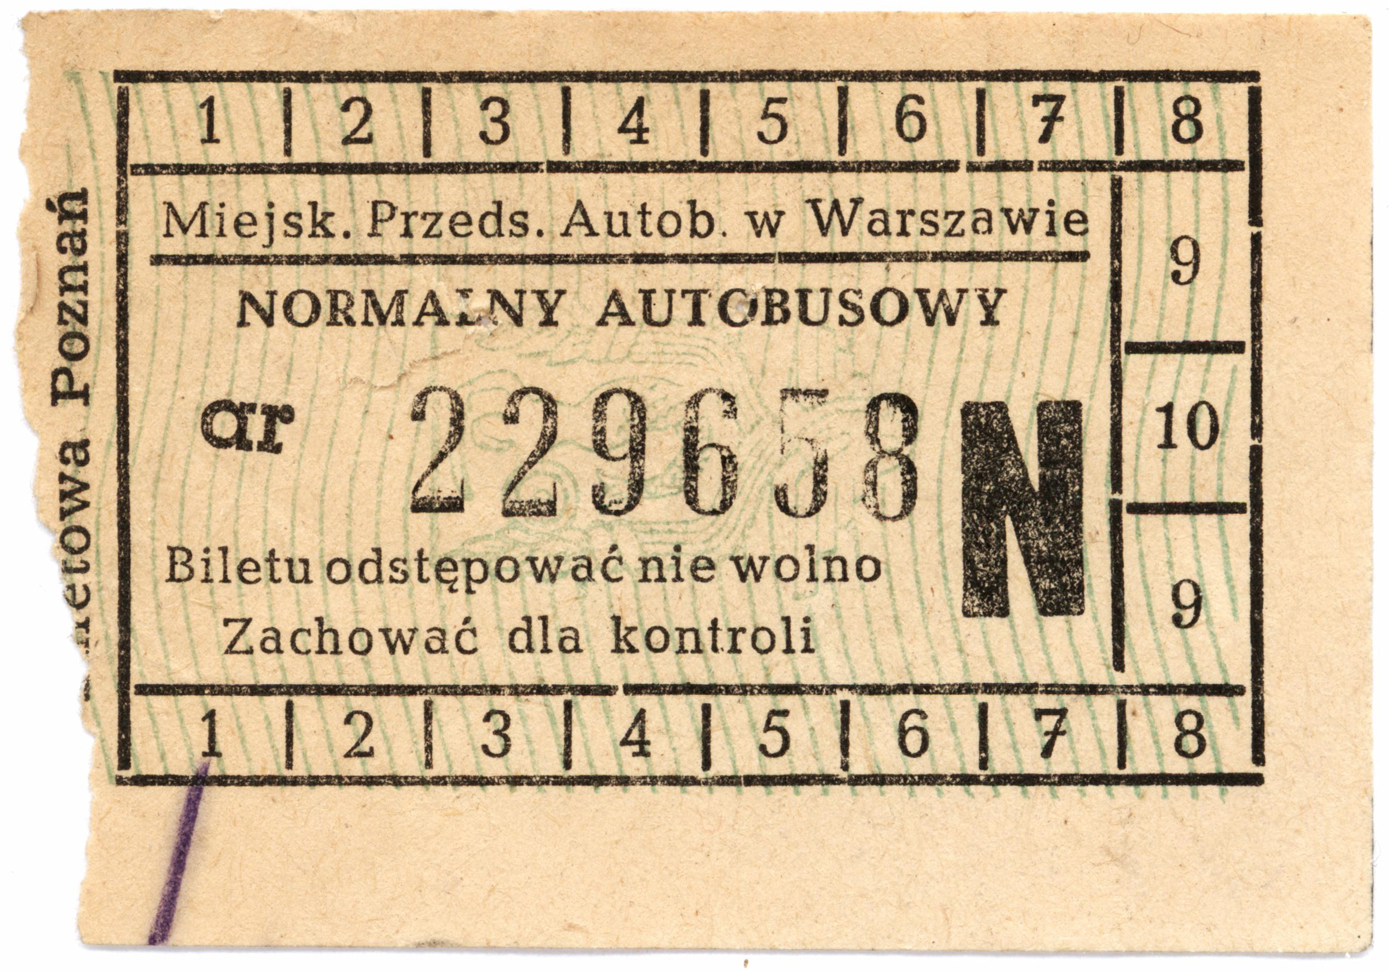 1 2 3 4 5 6 7 8
Miejsk. Przeds. Autob. w Warszawie
9
NORMALNY AUTOBUSOWY
ar 229658 N
10
Biletu odstępować nie wolno
9
Zachować dla kontroli
1 2 3 4 5 6 7 8
Poznań